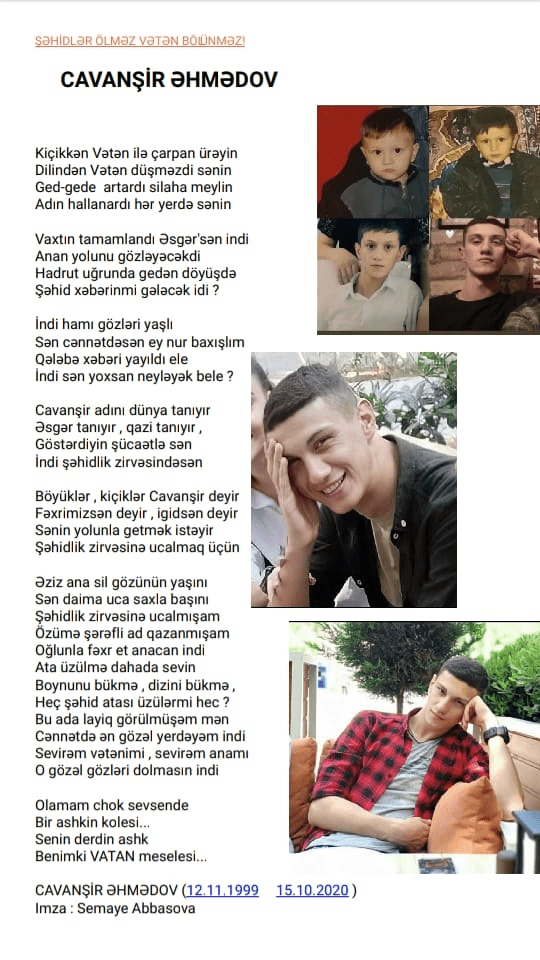 ŞƏHİDLƏR ÖLMƏZ VƏTƏN BÖLÜNMƏZ!
CAVANŞİR ƏHMƏDOV
Kiçikkən Vətən ilə çarpan ürəyin
Dilindən Vətən düşməzdi sənin
Ged-gede artardı silaha meylin
Adın hallanardı hər yerdə sənin
Vaxtın tamamlandı Əsgər'sən indi
Anan yolunu gözləyəcəkdi
Hadrut uğrunda gedən döyüşdə
Şəhid xəbərinmi gələcək idi ?
İndi hamı gözləri yaşlı
Sən cənnətdəsən ey nur baxışlım
Qələbə xəbəri yayıldı ele
İndi sən yoxsan neyləyək bele ?
Cavanşir adını dünya tanıyır
Əsgər tanıyır , qazi tanıyır ,
Göstərdiyin şücaətlə sən
İndi şəhidlik zirvəsindəsən
Böyüklər , kiçiklər Cavanşir deyir
Fəxrimizsən deyir , igidsən deyir
Sənin yolunla getmək istəyir
Şəhidlik zirvəsinə ucalmaq üçün
Əziz ana sil gözünün yaşını
Sən daima uca saxla başını
Şəhidlik zirvəsinə ucalmışam
Özümə şərəfli ad qazanmışam
Oğlunla fəxr et anacan indi
Ata üzülmə dahada sevin
Boynunu bükmə , dizini bükmə ,
Heç şəhid atası üzülərmi hec ?
Bu ada layiq görülmüşəm mən
Cənnətdə ən gözəl yerdəyəm indi
Sevirəm vətənimi , sevirəm anamı
O gözəl gözləri dolmasın indi
Olamam chok sevsende
Bir ashkin kolesi...
Senin derdin ashk
Benimki VATAN meselesi...
CAVANŞİR ƏHMƏDOV (12.11.1999 15.10.2020 )
Imza : Semaye Abbasova